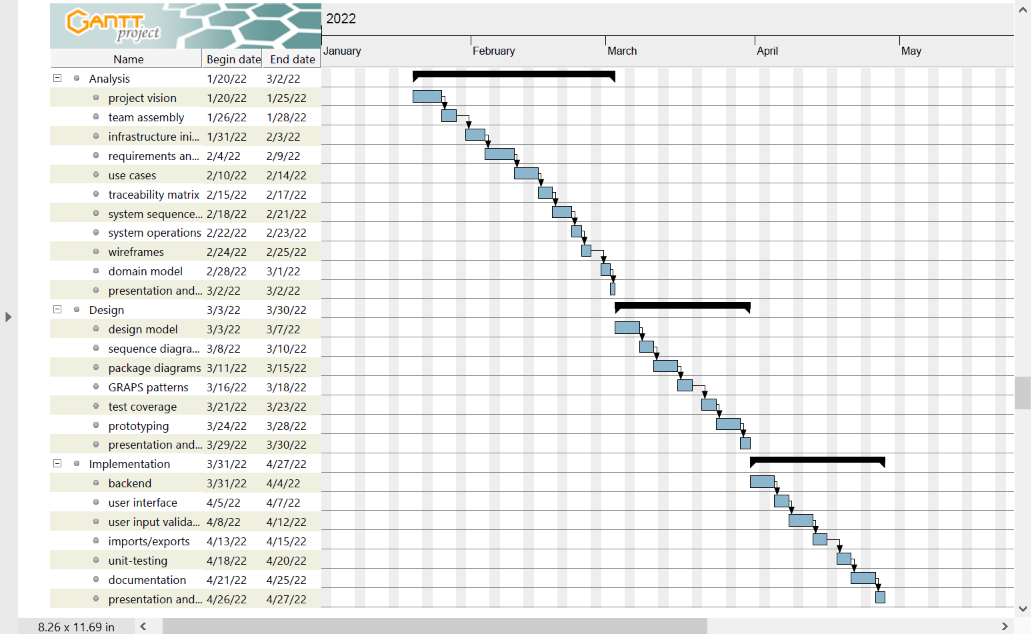 GANTT
project
2022
January February March April May
Name Begin date End date
Analysis 1/20/22 3/2/22
project vision 1/20/22 1/25/22
team assembly 1/26/22 1/28/22
infrastructure ini... 1/31/22 2/3/22
requirements an... 2/4/22 2/9/22
use cases 2/10/22 2/14/22
traceability matrix 2/15/22 2/17/22
system sequence... 2/18/22 2/21/22
system operations 2/22/22 2/23/22
wireframes 2/24/22 2/25/22
domain model 2/28/22 3/1/22
presentation and... 3/2/22 3/2/22
Design 3/3/22 3/30/22
design model 3/3/22 3/7/22
sequence diagra... 3/8/22 3/10/22
package diagrams 3/11/22 3/15/22
GRAPS patterns 3/16/22 3/18/22
test coverage 3/21/22 3/23/22
prototyping 3/24/22 3/28/22
presentation and... 3/29/22 3/30/22
Implementation 3/31/22 4/27/22
backend 3/31/22 4/4/22
user interface 4/5/22 4/7/22
user input valida... 4/8/22 4/12/22
imports/exports 4/13/22 4/15/22
unit-testing 4/18/22 4/20/22
documentation 4/21/22 4/25/22
presentation and... 4/26/22 4/27/22
8.26 x 11.69 in